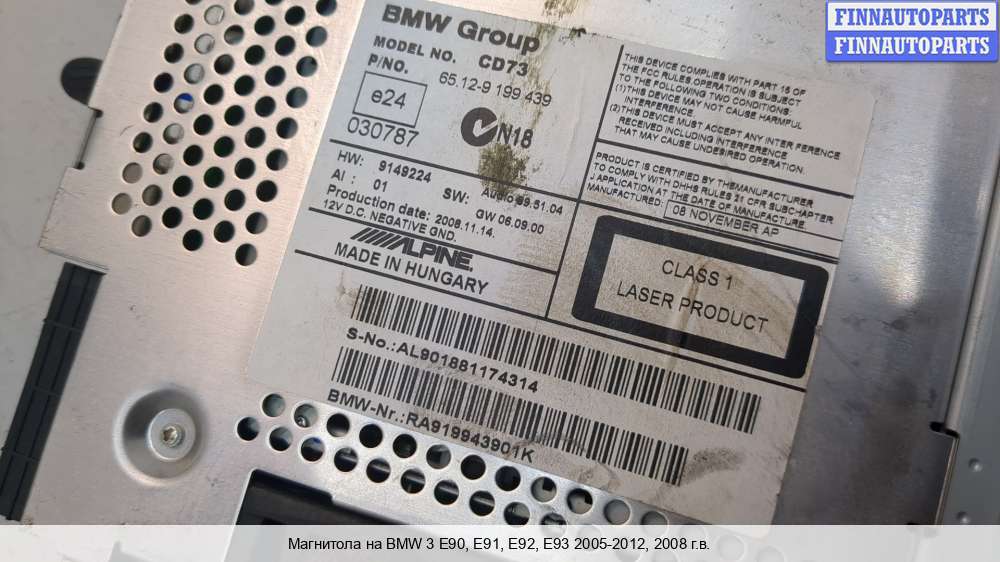 FINNAUTOPARTS
FINNAUTOPARTS
BMW Group
MODEL NO. CD73
P/NO. 65.12-9 199 439
e24
030787
N18
HW: 9149224
AI : 01 SW: Audio 69.51.04
GW 06.09.00
Production date: 2008.11.14.
12V D.C. NEGATIVE GND.
ALPINE
MADE IN HUNGARY
THIS DEVICE COMPLIES WITH PART 15 OF
THE FCC RULES.OPERATION IS SUBJECT
TO THE FOLLOWING TWO CONDITIONS:
(1)THIS DEVICE MAY NOT CAUSE HARMFUL
INTERFERENCE.
(2)THIS DEVICE MUST ACCEPT ANY INTER FERENCE
RECEIVED INCLUDING INTERFERENCE
THAT MAY CAUSE UNDESIRED OPERATION.
PRODUCT IS CERTIFIED BY THEMANUFACTURER
TO COMPLY WITH DHHS RULES 21 CFR SUBCHAPTER
J APPLICATION AT THE DATE OF MANUFACTURE.
MANUFACTURED: 08 NOVEMBER AP
CLASS 1
LASER PRODUCT
S-No.:AL901881174314
BMW-Nr.:RA919943901K
Магнитола на BMW 3 E90, E91, E92, E93 2005-2012, 2008 г.в.